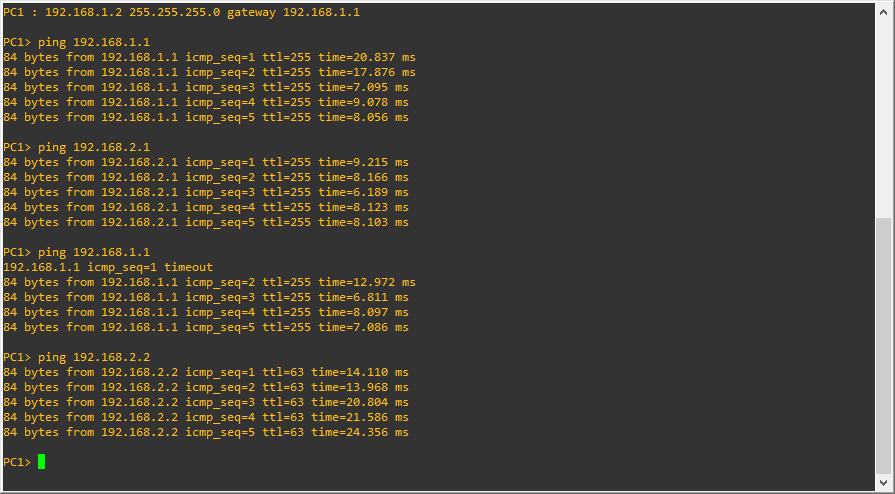 PC1 : 192.168.1.2 255.255.255.0 gateway 192.168.1.1
PC1> ping 192.168.1.1
84 bytes from 192.168.1.1 icmp_seq=1 ttl=255 time=20.837 ms
84 bytes from 192.168.1.1 icmp_seq=2 ttl=255 time=17.876 ms
84 bytes from 192.168.1.1 icmp_seq=3 ttl=255 time=7.095 ms
84 bytes from 192.168.1.1 icmp_seq=4 ttl=255 time=9.078 ms
84 bytes from 192.168.1.1 icmp_seq=5 ttl=255 time=8.056 ms
PC1> ping 192.168.2.1
84 bytes from 192.168.2.1 icmp_seq=1 ttl=255 time=9.215 ms
84 bytes from 192.168.2.1 icmp_seq=2 ttl=255 time=8.166 ms
84 bytes from 192.168.2.1 icmp_seq=3 ttl=255 time=6.189 ms
84 bytes from 192.168.2.1 icmp_seq=4 ttl=255 time=8.123 ms
84 bytes from 192.168.2.1 icmp_seq=5 ttl=255 time=8.103 ms
PC1> ping 192.168.1.1
192.168.1.1 icmp_seq=1 timeout
84 bytes from 192.168.1.1 icmp_seq=2 ttl=255 time=12.972 ms
84 bytes from 192.168.1.1 icmp_seq=3 ttl=255 time=6.811 ms
84 bytes from 192.168.1.1 icmp_seq=4 ttl=255 time=8.097 ms
84 bytes from 192.168.1.1 icmp_seq=5 ttl=255 time=7.086 ms
PC1> ping 192.168.2.2
84 bytes from 192.168.2.2 icmp_seq=1 ttl=63 time=14.110 ms
84 bytes from 192.168.2.2 icmp_seq=2 ttl=63 time=13.968 ms
84 bytes from 192.168.2.2 icmp_seq=3 ttl=63 time=20.804 ms
84 bytes from 192.168.2.2 icmp_seq=4 ttl=63 time=21.586 ms
84 bytes from 192.168.2.2 icmp_seq=5 ttl=63 time=24.356 ms
PC1>